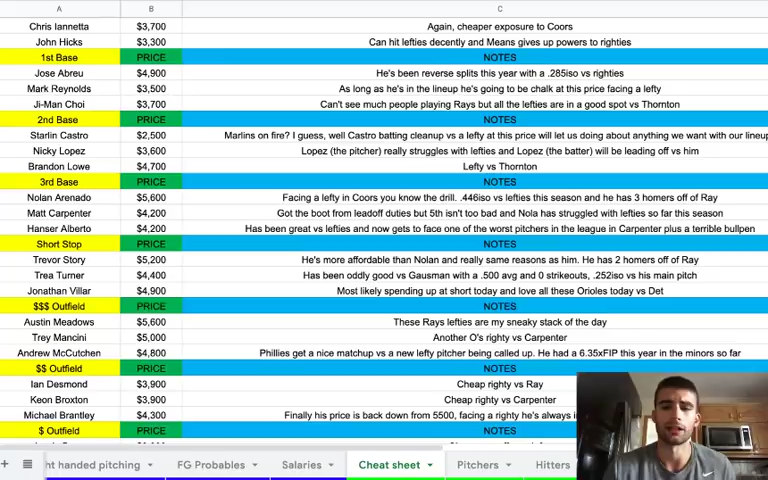 A B C
Chris Iannetta $3,700 Again, cheaper exposure to Coors
John Hicks $3,300 Can hit lefties decently and Means gives up powers to righties
1st Base PRICE NOTES
Jose Abreu $4,900 He's been reverse splits this year with a .285iso vs righties
Mark Reynolds $3,500 As long as he's in the lineup he's going to be chalk at this price facing a lefty
Ji-Man Choi $3,700 Can't see much people playing Rays but all the lefties are in a good spot vs Thornton
2nd Base PRICE NOTES
Starlin Castro $2,500 Marlins on fire? I guess, well Castro batting cleanup vs a lefty at this price will let us doing about anything we want with our lineup
Nicky Lopez $3,600 Lopez (the pitcher) really struggles with lefties and Lopez (the batter) will be leading off vs him
Brandon Lowe $4,700 Lefty vs Thornton
3rd Base PRICE NOTES
Nolan Arenado $5,600 Facing a lefty in Coors you know the drill. .446iso vs lefties this season and he has 3 homers off of Ray
Matt Carpenter $4,200 Got the boot from leadoff duties but 5th isn't too bad and Nola has struggled with lefties so far this season
Hanser Alberto $4,200 Has been great vs lefties and now gets to face one of the worst pitchers in the league in Carpenter plus a terrible bullpen
Short Stop PRICE NOTES
Trevor Story $5,200 He's more affordable than Nolan and really same reasons as him. He has 2 homers off of Ray
Trea Turner $4,400 Has been oddly good vs Gausman with a .500 avg and 0 strikeouts, .252iso vs his main pitch
Jonathan Villar $4,900 Most likely spending up at short today and love all these Orioles today vs Det
$$$ Outfield PRICE NOTES
Austin Meadows $5,600 These Rays lefties are my sneaky stack of the day
Trey Mancini $5,000 Another O's righty vs Carpenter
Andrew McCutchen $4,800 Phillies get a nice matchup vs a new lefty pitcher being called up. He had a 6.35xFIP this year in the minors so far
$$ Outfield PRICE NOTES
Ian Desmond $3,900 Cheap righty vs Ray
Keon Broxton $3,900 Cheap righty vs Carpenter
Michael Brantley $4,300 Finally his price is back down from 5500, facing a righty he's always
$ Outfield PRICE NOTES
ht handed pitching FG Probables Salaries Cheat sheet Pitchers Hitters